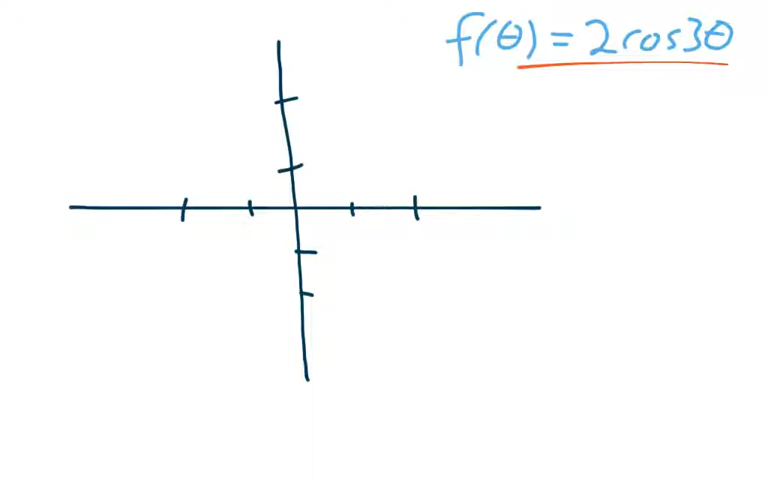 f(θ) = 2cos3θ